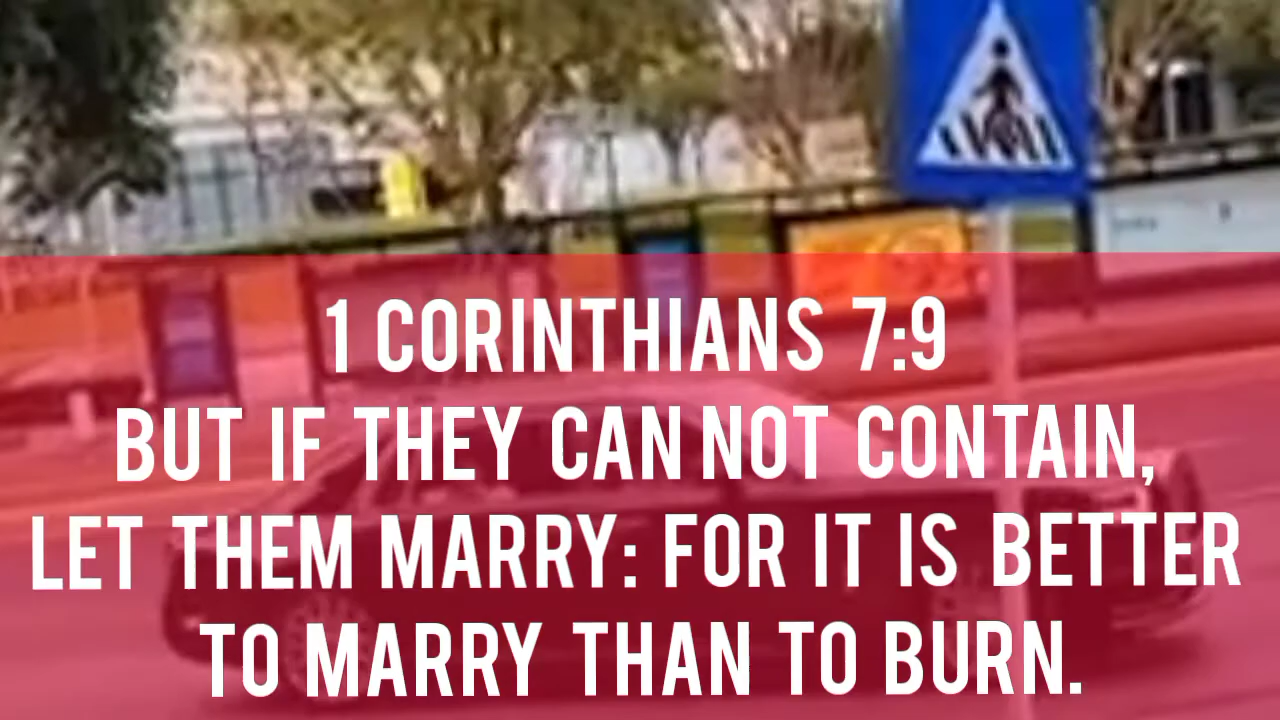 1 CORINTHIANS 7:9
BUT IF THEY CAN NOT CONTAIN,
LET THEM MARRY: FOR IT IS BETTER
TO MARRY THAN TO BURN.